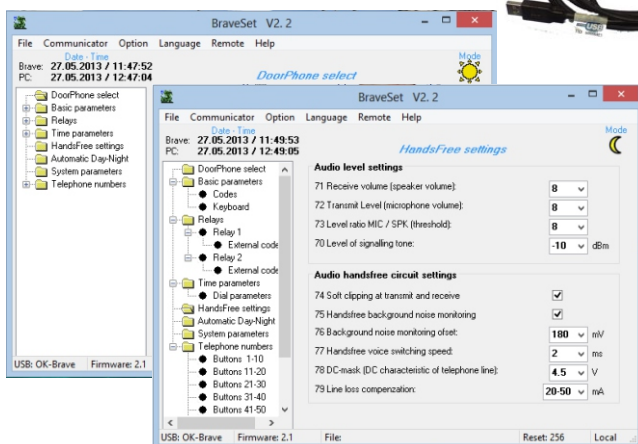 BraveSet V2. 2
File Communicator Option Language Remote Help
Date - Time
Mode
Brave: 27.05.2013 / 11:47:52
PC: 27.05.2013 / 12:47:04
DoorPhone select
DoorPhone select
Basic parameters
Relays
Time parameters
HandsFree settings
Automatic Day-Night
System parameters
Telephone numbers
USB: OK-Brave Firmware: 2.1
BraveSet V2. 2
File Communicator Option Language Remote Help
Date - Time
Mode
Brave: 27.05.2013 / 11:49:53
PC: 27.05.2013 / 12:49:05
HandsFree settings
DoorPhone select
Basic parameters
Codes
Keyboard
Relays
Relay 1
External code
Relay 2
External code
Time parameters
Dial parameters
HandsFree settings
Automatic Day-Night
System parameters
Telephone numbers
Buttons 1-10
Buttons 11-20
Buttons 21-30
Buttons 31-40
Buttons 41-50
Audio level settings
71 Receive volume (speaker volume): 8
72 Transmit Level (microphone volume): 8
73 Level ratio MIC / SPK (threshold): 8
70 Level of signalling tone: -10 dBm
Audio handsfree circuit settings
74 Soft clipping at transmit and receive
75 Handsfree background noise monitoring
76 Background noise monitoring ofset: 180 mV
77 Handsfree voice switching speed: 2 ms
78 DC-mask (DC characteristic of telephone line): 4.5 V
79 Line loss compenzation: 20-50 mA
USB: OK-Brave Firmware: 2.1 File: Reset: 256 Local